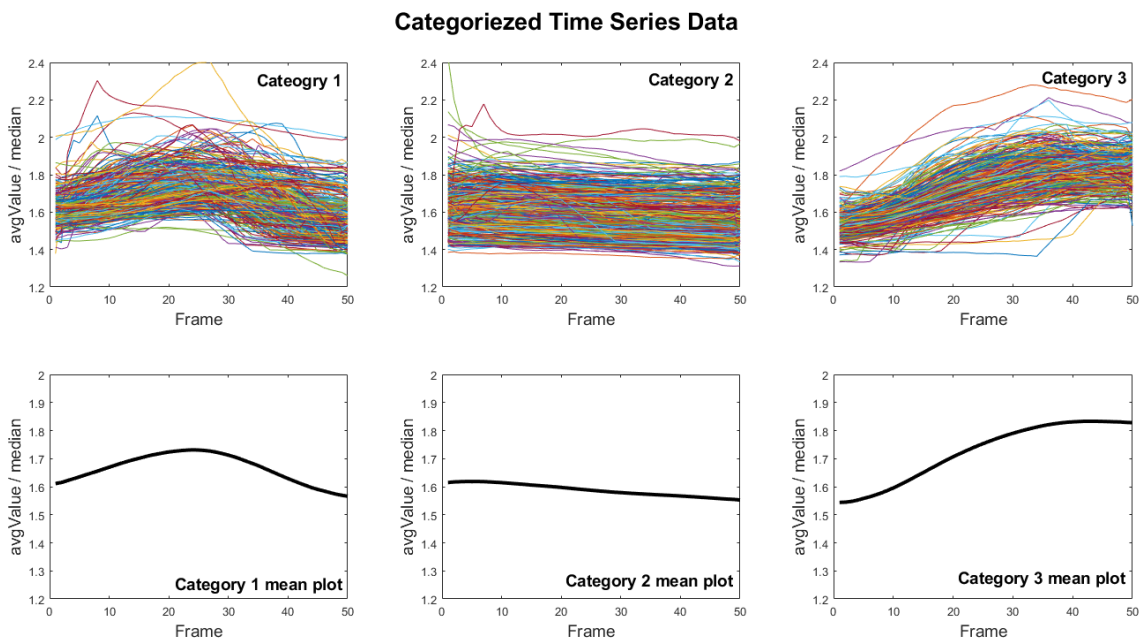 Categoriezed Time Series Data
2.4
2.2
2
1.8
1.6
1.4
1.2
avgValue / median
Cateogry 1
0 10 20 30 40 50
Frame
2.4
2.2
2
1.8
1.6
1.4
1.2
avgValue / median
Category 2
0 10 20 30 40 50
Frame
2.4
2.2
2
1.8
1.6
1.4
1.2
avgValue / median
Category 3
0 10 20 30 40 50
Frame
2
1.9
1.8
1.7
1.6
1.5
1.4
1.3
1.2
avgValue / median
Category 1 mean plot
0 10 20 30 40 50
Frame
2
1.9
1.8
1.7
1.6
1.5
1.4
1.3
1.2
avgValue / median
Category 2 mean plot
0 10 20 30 40 50
Frame
2
1.9
1.8
1.7
1.6
1.5
1.4
1.3
1.2
avgValue / median
Category 3 mean plot
0 10 20 30 40 50
Frame